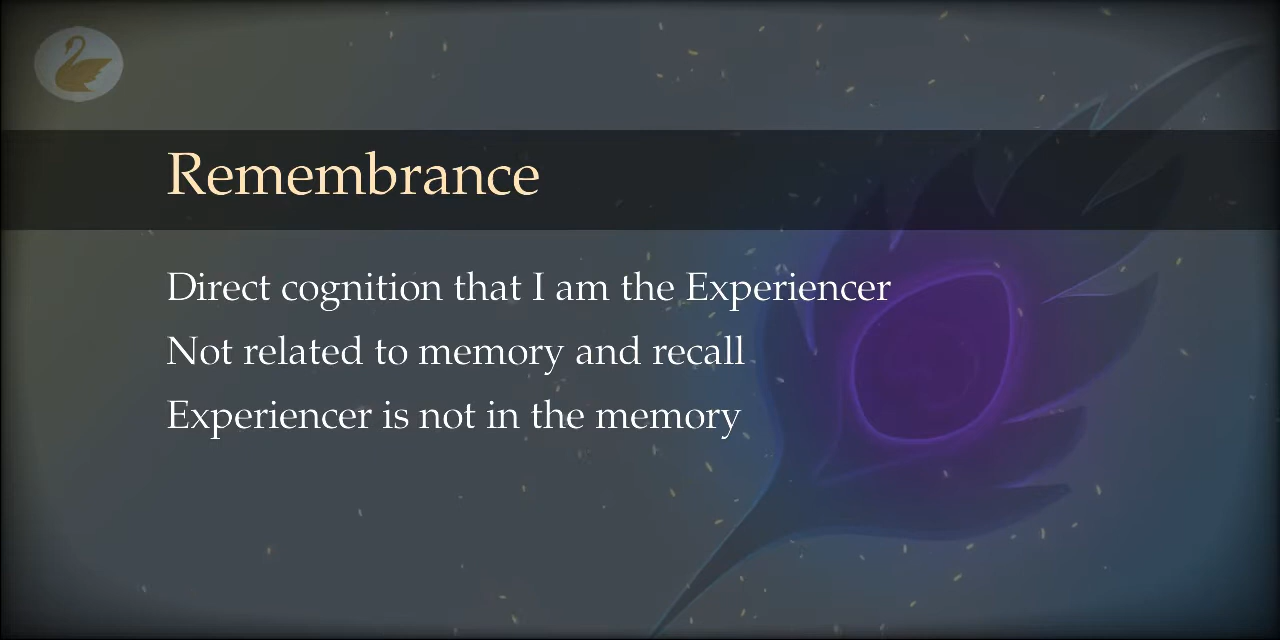 Remembrance
Direct cognition that I am the Experiencer
Not related to memory and recall
Experiencer is not in the memory